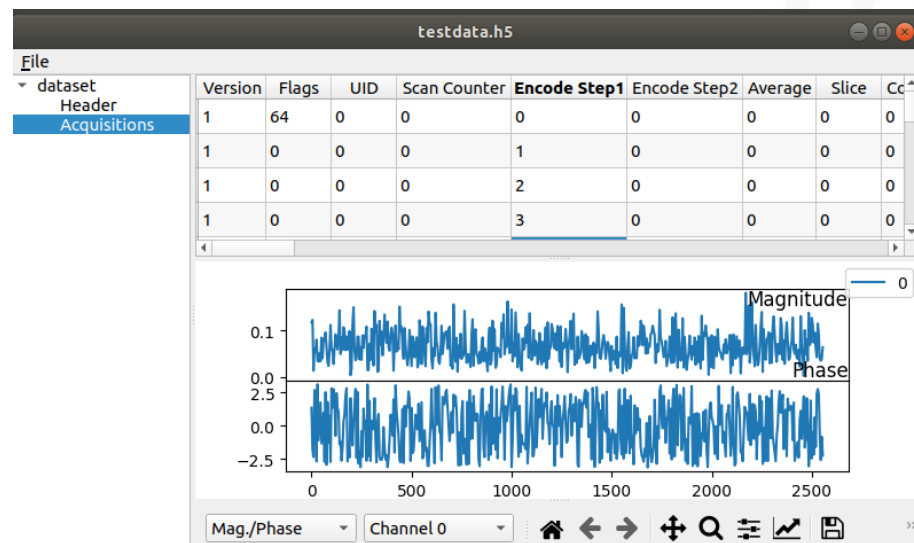 testdata.h5
File
dataset
Header
Acquisitions
Version Flags UID Scan Counter Encode Step1 Encode Step2 Average Slice
1 64 0 0 0 0 0 0 0
1 0 0 0 1 0 0 0 0
1 0 0 0 2 0 0 0 0
1 0 0 0 3 0 0 0 0
0
Magnitude
0.1
0.0
Phase
2.5
0.0
−2.5
0 500 1000 1500 2000 2500
Mag./Phase Channel 0